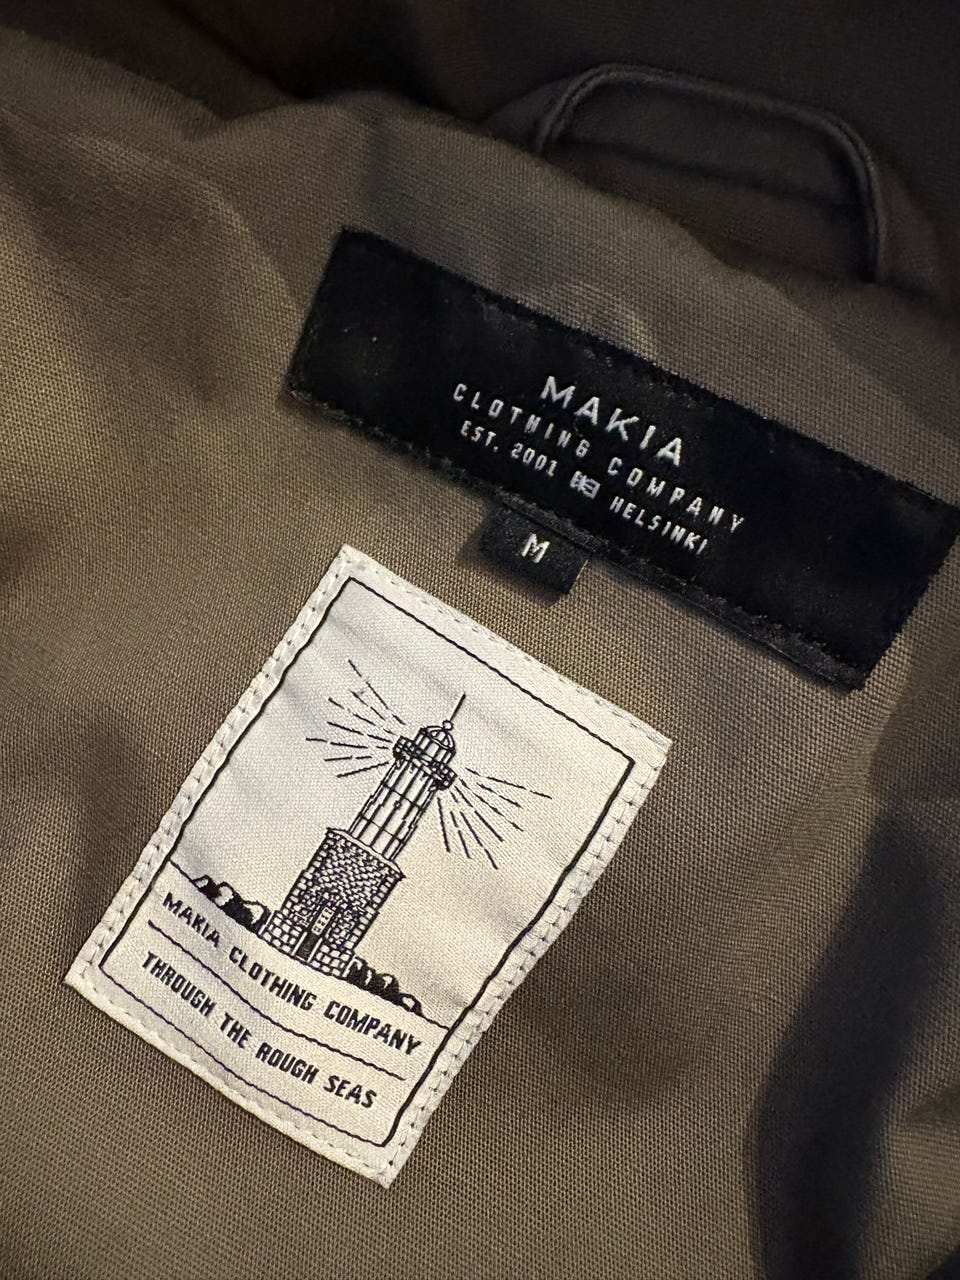 MAKIA
CLOTHING COMPANY
EST. 2001 HELSINKI
M
MAKIA CLOTHING COMPANY
THROUGH THE ROUGH SEAS